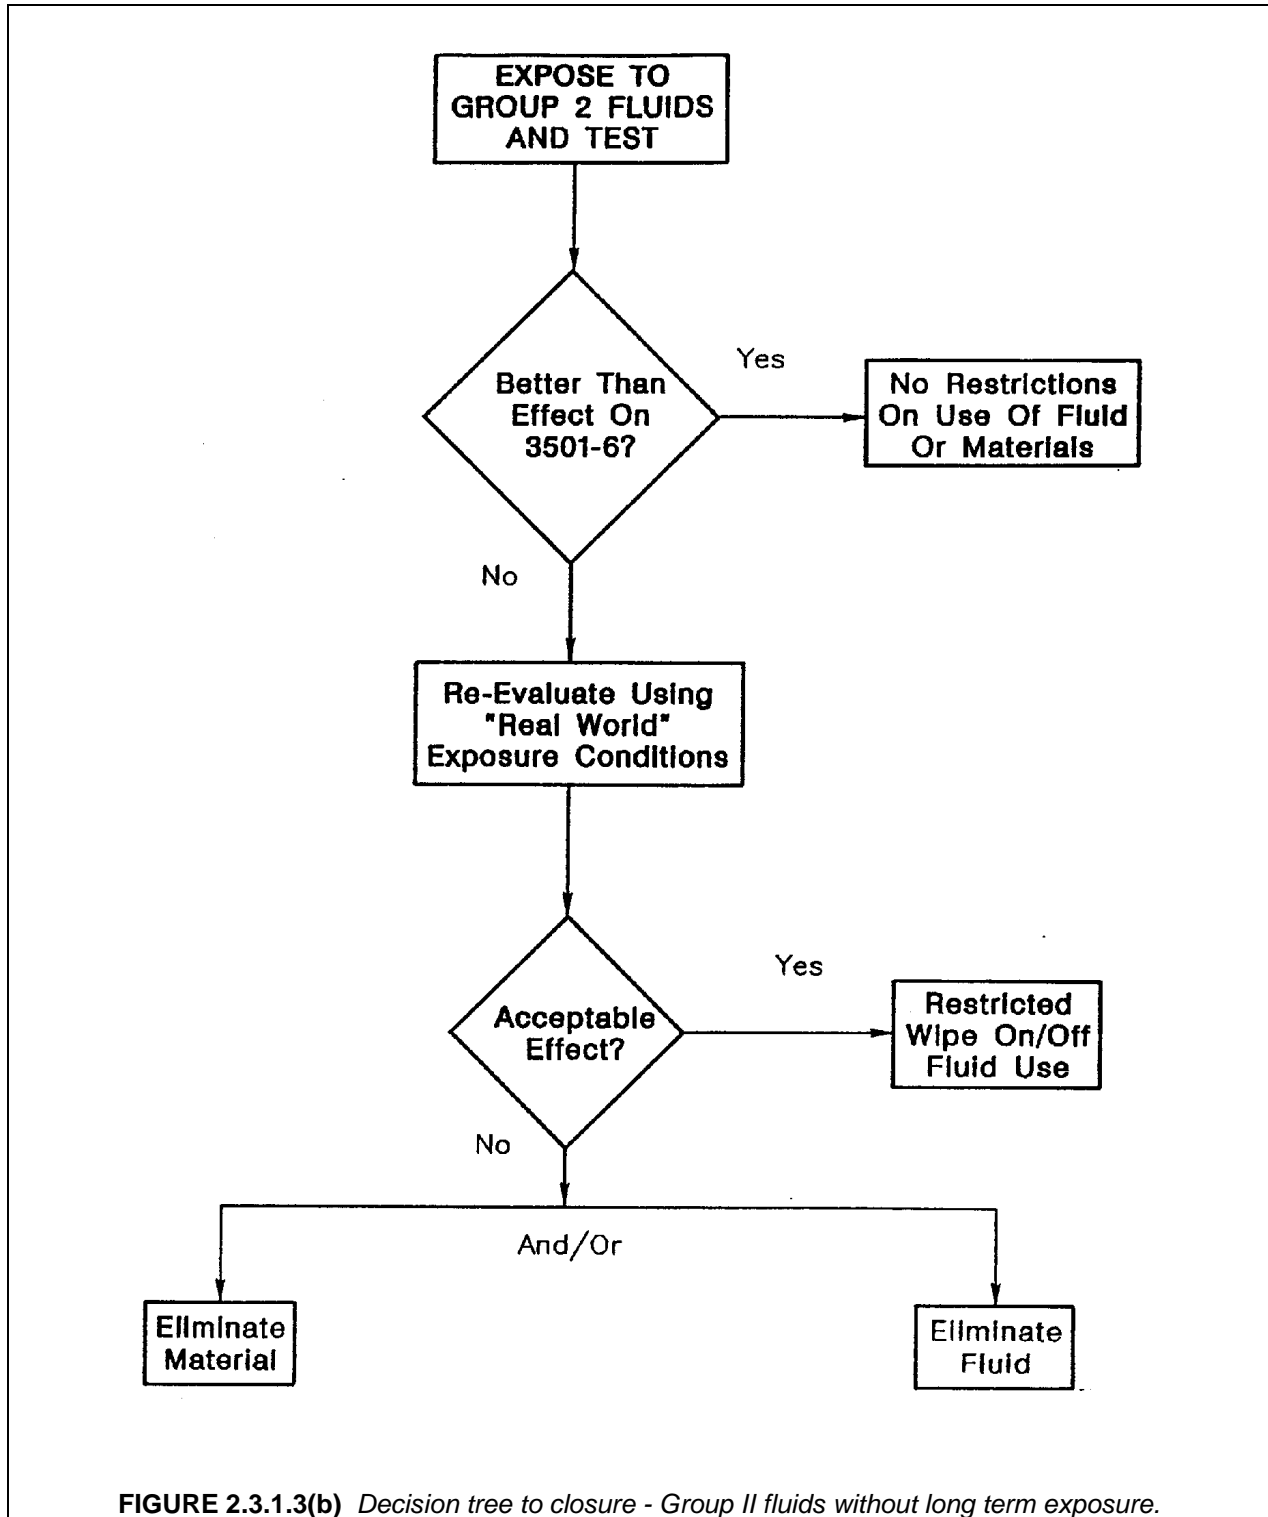 EXPOSE TO
GROUP 2 FLUIDS
AND TEST
Better Than
Effect On
3501-6?
Yes
No Restrictions
On Use Of Fluid
Or Materials
No
Re-Evaluate Using
"Real World"
Exposure Conditions
Acceptable
Effect?
Yes
Restricted
Wipe On/Off
Fluid Use
No
And/Or
Eliminate
Material
Eliminate
Fluid
FIGURE 2.3.1.3(b) Decision tree to closure - Group II fluids without long term exposure.